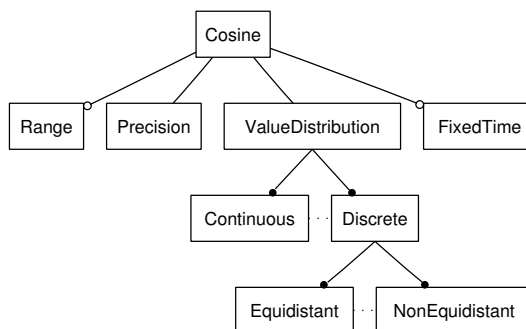 Cosine
Range Precision ValueDistribution FixedTime
Continuous Discrete
Equidistant NonEquidistant